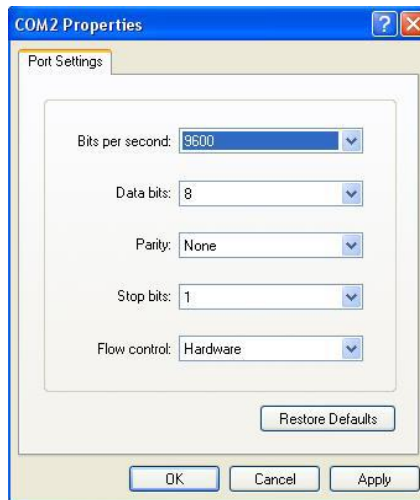 COM2 Properties
Port Settings
Bits per second: 9600
Data bits: 8
Parity: None
Stop bits: 1
Flow control: Hardware
Restore Defaults
OK Cancel Apply